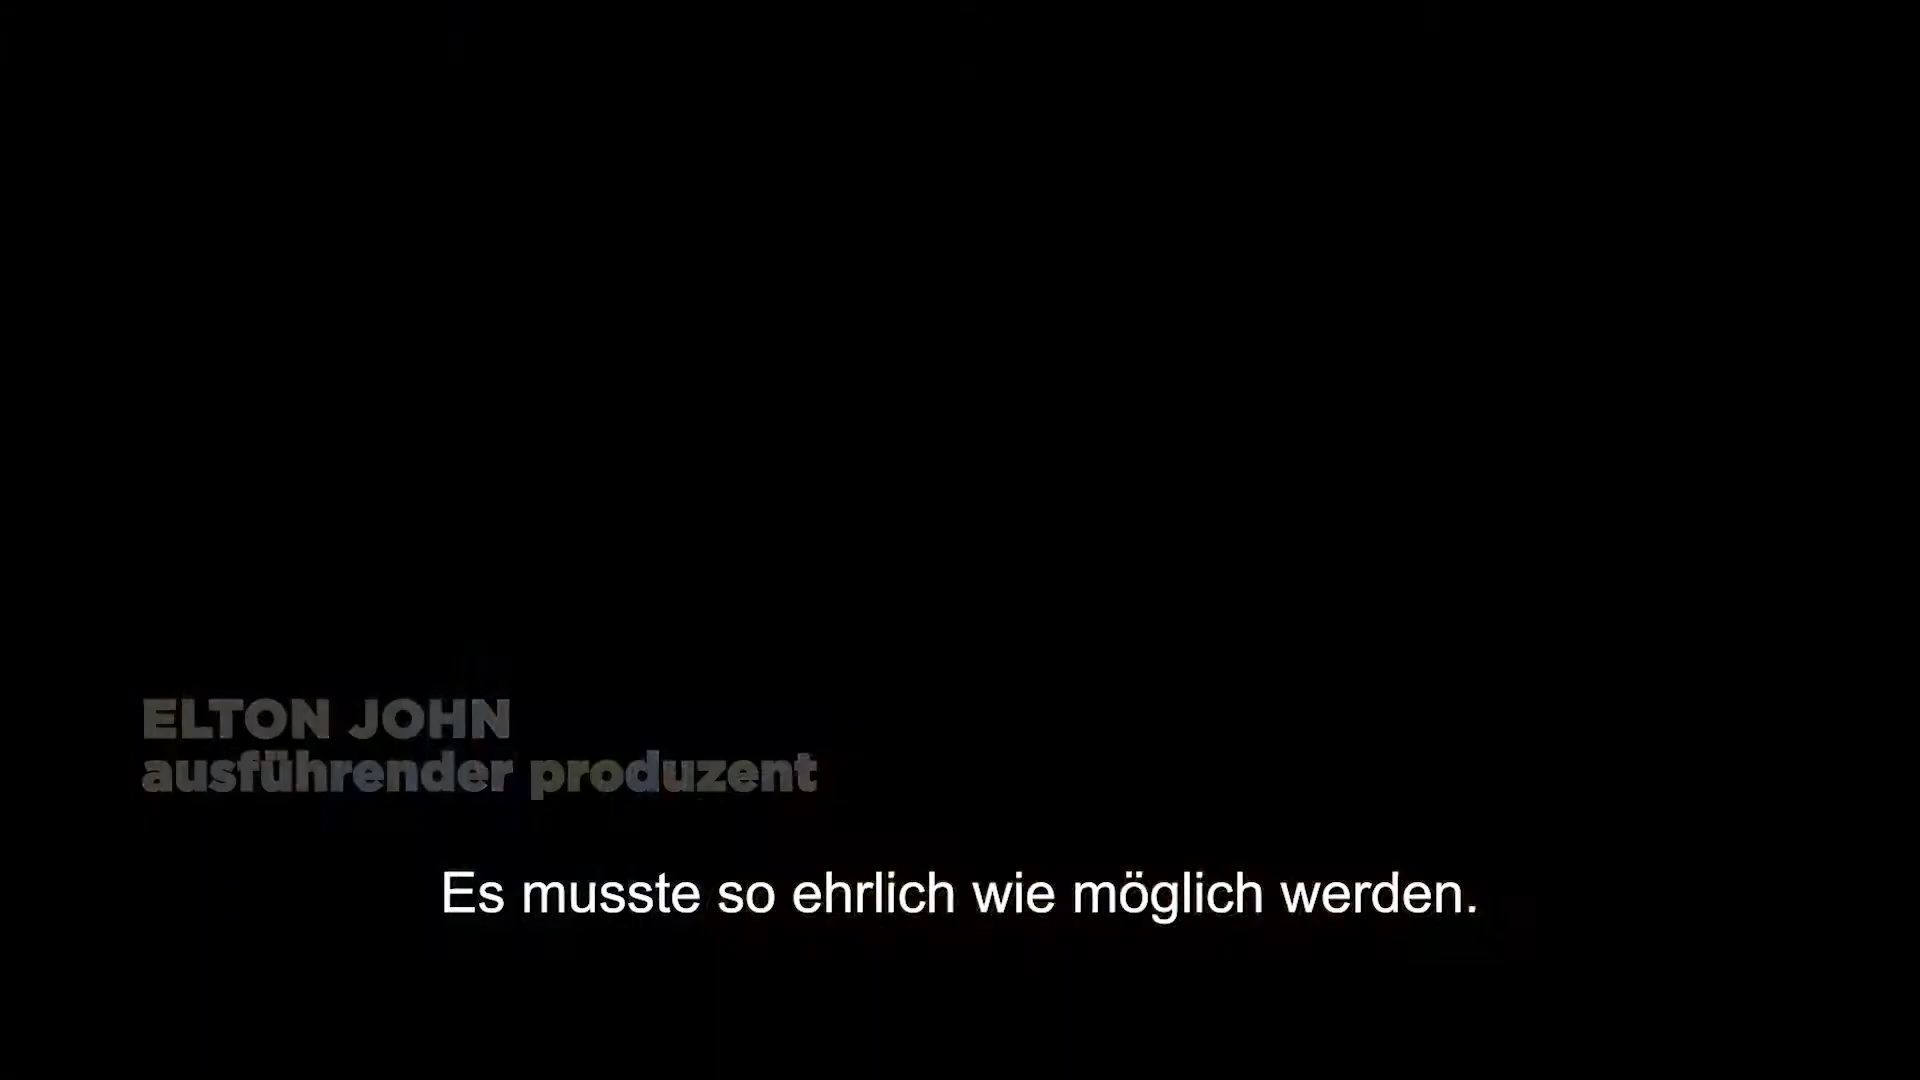 ELTON JOHN
ausführender produzent
Es musste so ehrlich wie möglich werden.